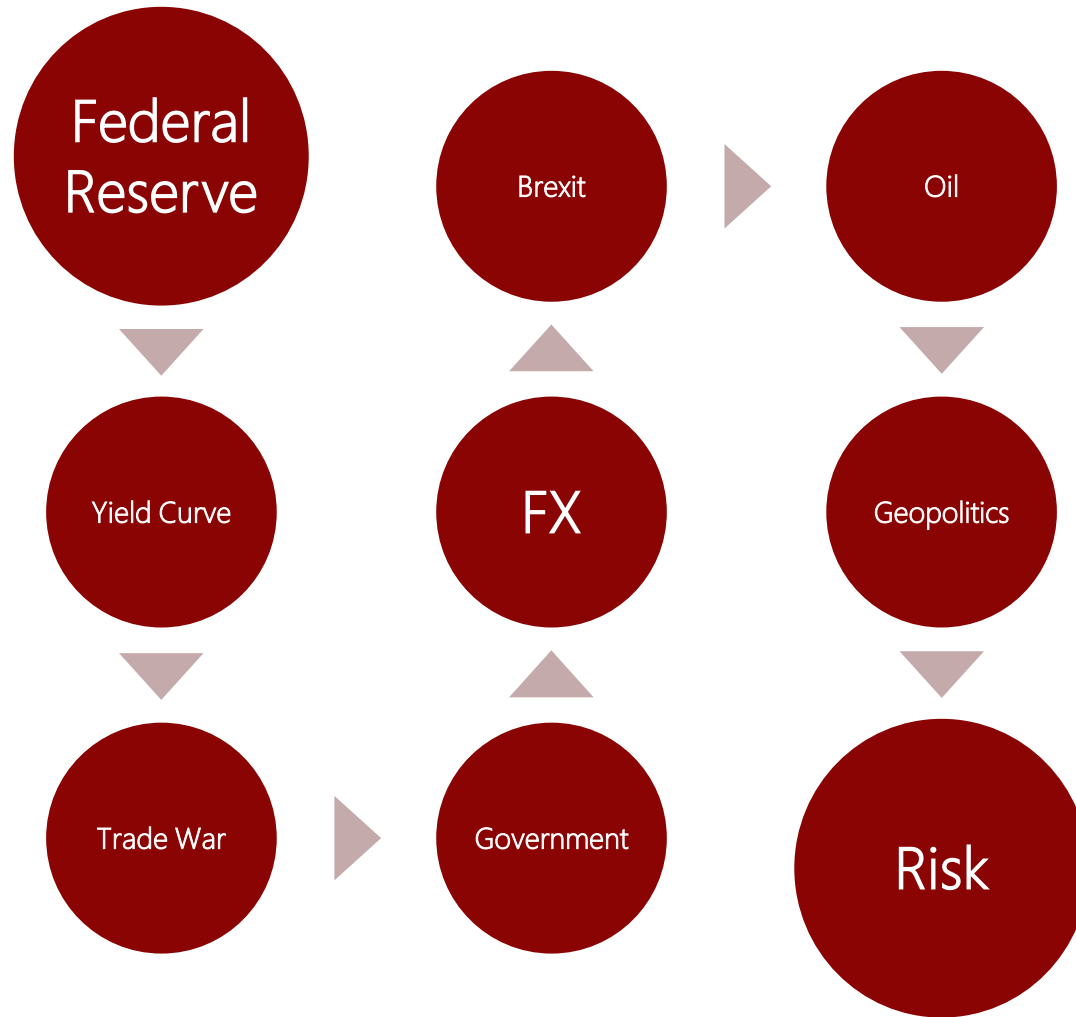 Federal
Reserve
Yield Curve
Trade War
Government
FX
Brexit
Oil
Geopolitics
Risk